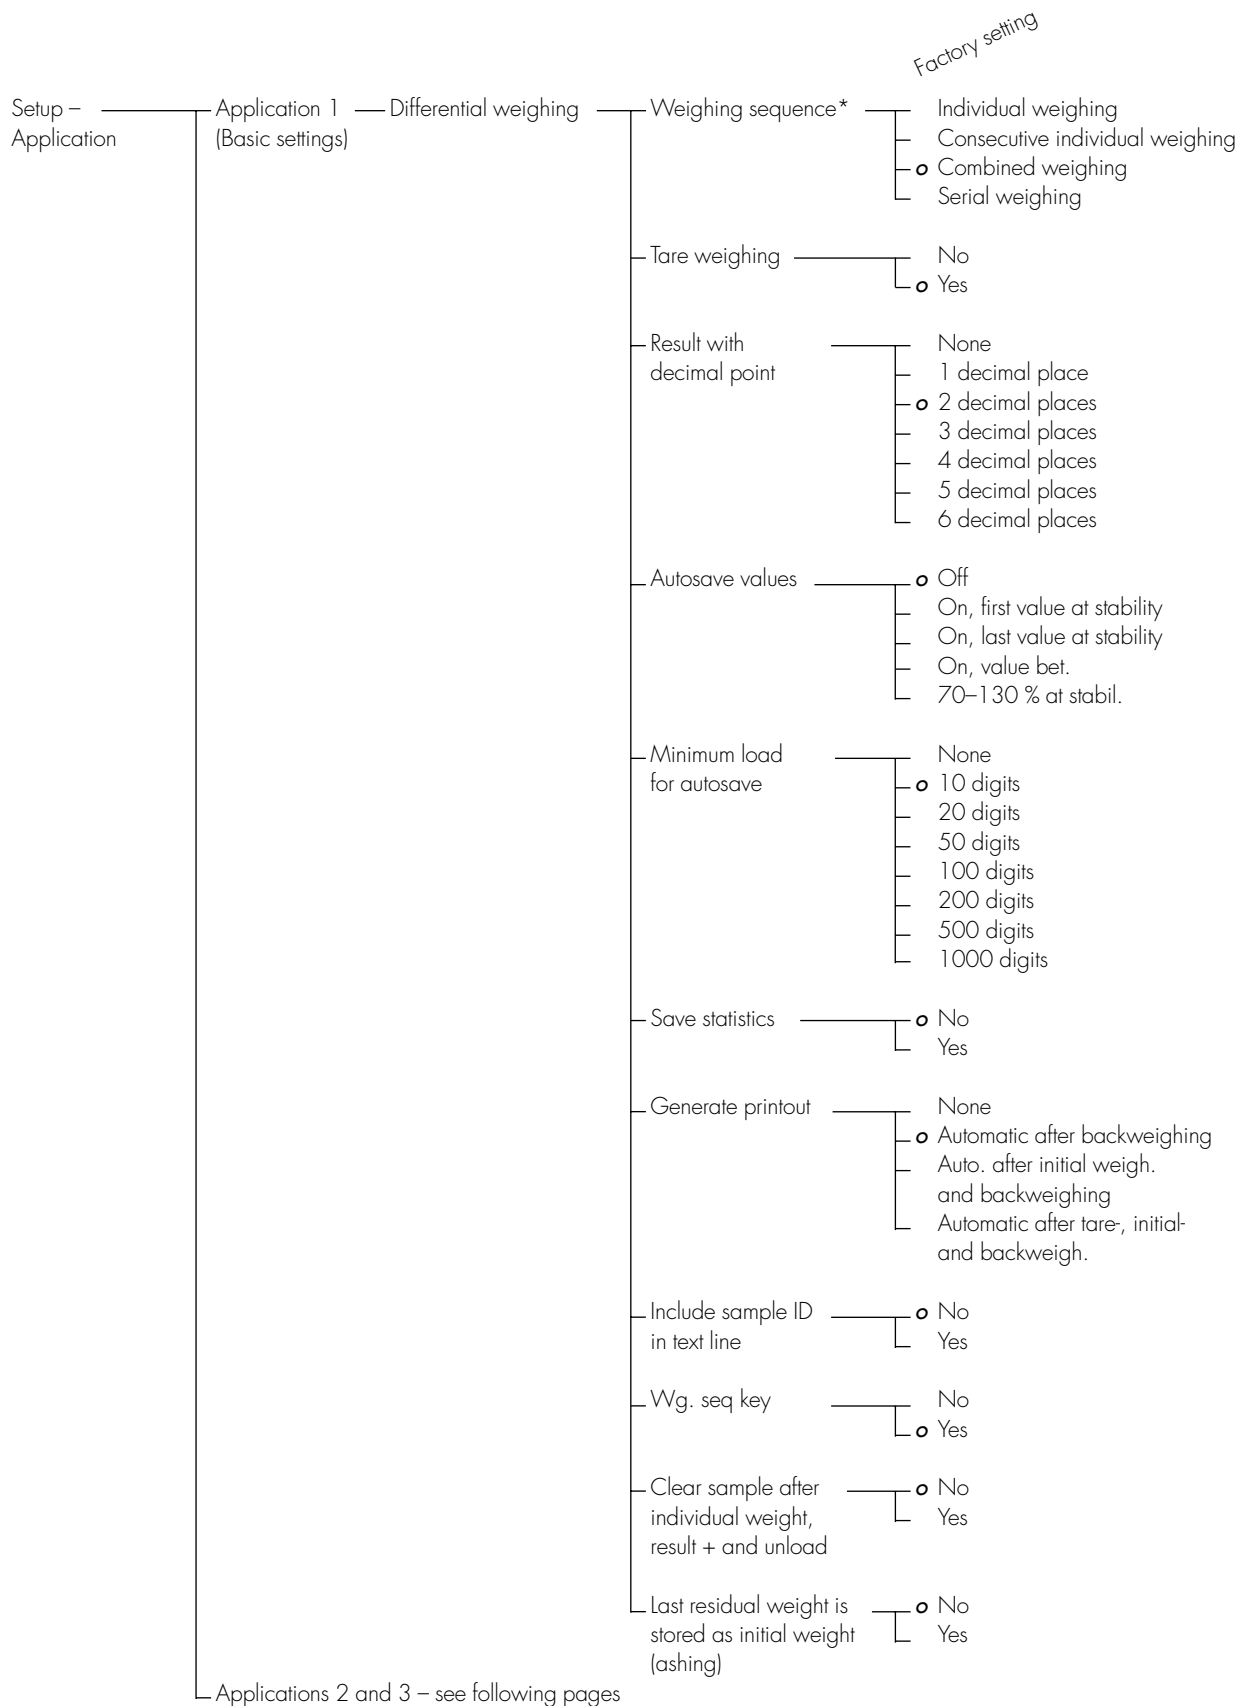 Factory setting
Setup – Application 1 Differential weighing Weighing sequence* Individual weighing
Application (Basic settings) Consecutive individual weighing
o Combined weighing
Serial weighing
Tare weighing No
o Yes
Result with None
decimal point 1 decimal place
o 2 decimal places
3 decimal places
4 decimal places
5 decimal places
6 decimal places
Autosave values o Off
On, first value at stability
On, last value at stability
On, value bet.
70–130 % at stabil.
Minimum load None
for autosave o 10 digits
20 digits
50 digits
100 digits
200 digits
500 digits
1000 digits
Save statistics o No
Yes
Generate printout None
o Automatic after backweighing
Auto. after initial weigh.
and backweighing
Automatic after tare-, initial-
and backweigh.
Include sample ID o No
in text line Yes
Wg. seq key No
o Yes
Clear sample after o No
individual weight, Yes
result + and unload
Last residual weight is o No
stored as initial weight Yes
(ashing)
Applications 2 and 3 – see following pages